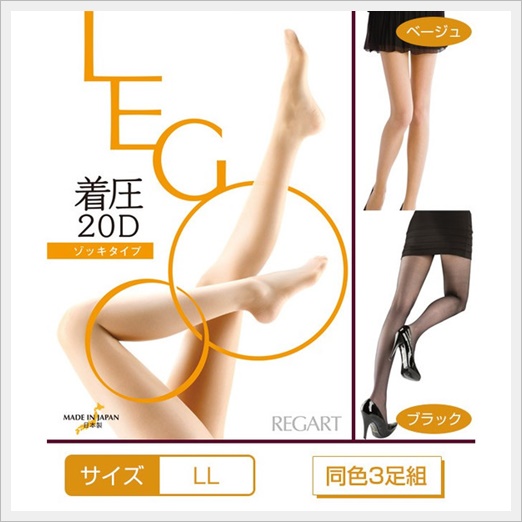 LEG
着圧
20D
ゾッキタイプ
MADE IN JAPAN
日本製
REGART
ベージュ
ブラック
サイズ LL
同色3足組